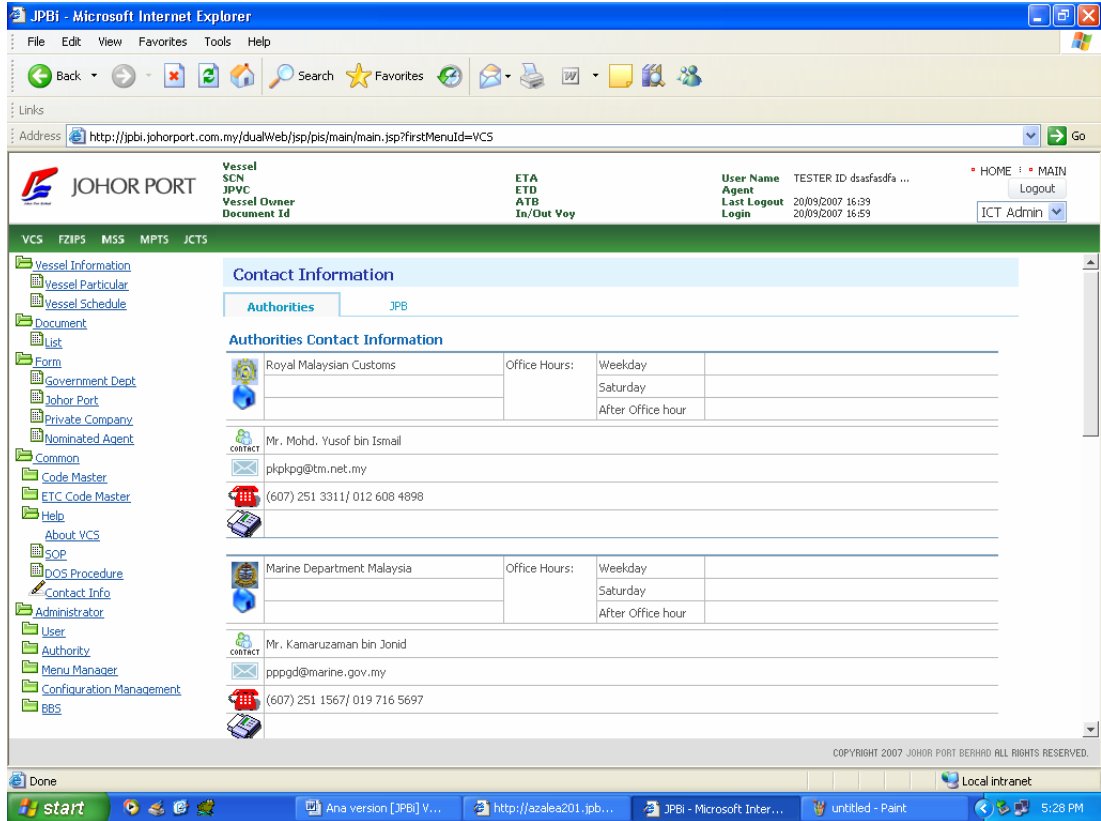 JPBi - Microsoft Internet Explorer
File Edit View Favorites Tools Help
Back Search Favorites
Links
Address http://jpbi.johorport.com.my/dualWeb/jsp/pis/main/main.jsp?firstMenuId=VCS Go
JOHOR PORT
Vessel
SCN ETA User Name TESTER ID dsasfasdfa ...
JPVC ETD Agent
Vessel Owner ATB Last Logout 20/09/2007 16:39
Document Id In/Out Voy Login 20/09/2007 16:59
HOME MAIN
Logout
ICT Admin
VCS FZIPS MSS MPTS JCTS
Vessel Information
Vessel Particular
Vessel Schedule
Document
List
Form
Government Dept
Johor Port
Private Company
Nominated Agent
Common
Code Master
ETC Code Master
Help
About VCS
SOP
DOS Procedure
Contact Info
Administrator
User
Authority
Menu Manager
Configuration Management
BBS
Contact Information
Authorities JPB
Authorities Contact Information
Royal Malaysian Customs Office Hours: Weekday
Saturday
After Office hour
CONTACT Mr. Mohd. Yusof bin Ismail
pkpkpg@tm.net.my
(607) 251 3311/ 012 608 4898
Marine Department Malaysia Office Hours: Weekday
Saturday
After Office hour
CONTACT Mr. Kamaruzaman bin Jonid
pppgd@marine.gov.my
(607) 251 1567/ 019 716 5697
COPYRIGHT 2007 JOHOR PORT BERHAD ALL RIGHTS RESERVED.
Done Local intranet
start Ana version [JPBi] V... http://azalea201.jpb... JPBi - Microsoft Inter... untitled - Paint 5:28 PM